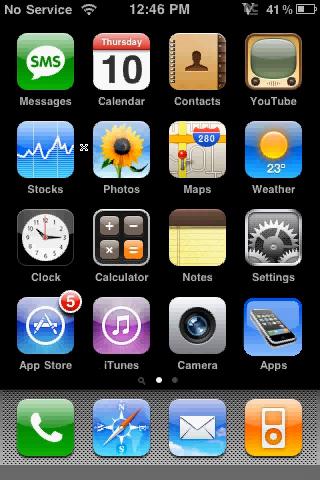 No Service 12:46 PM 41%
SMS Thursday 10
Messages Calendar Contacts YouTube
280 23°
Stocks Photos Maps Weather
Clock Calculator Notes Settings
5
App Store iTunes Camera Apps